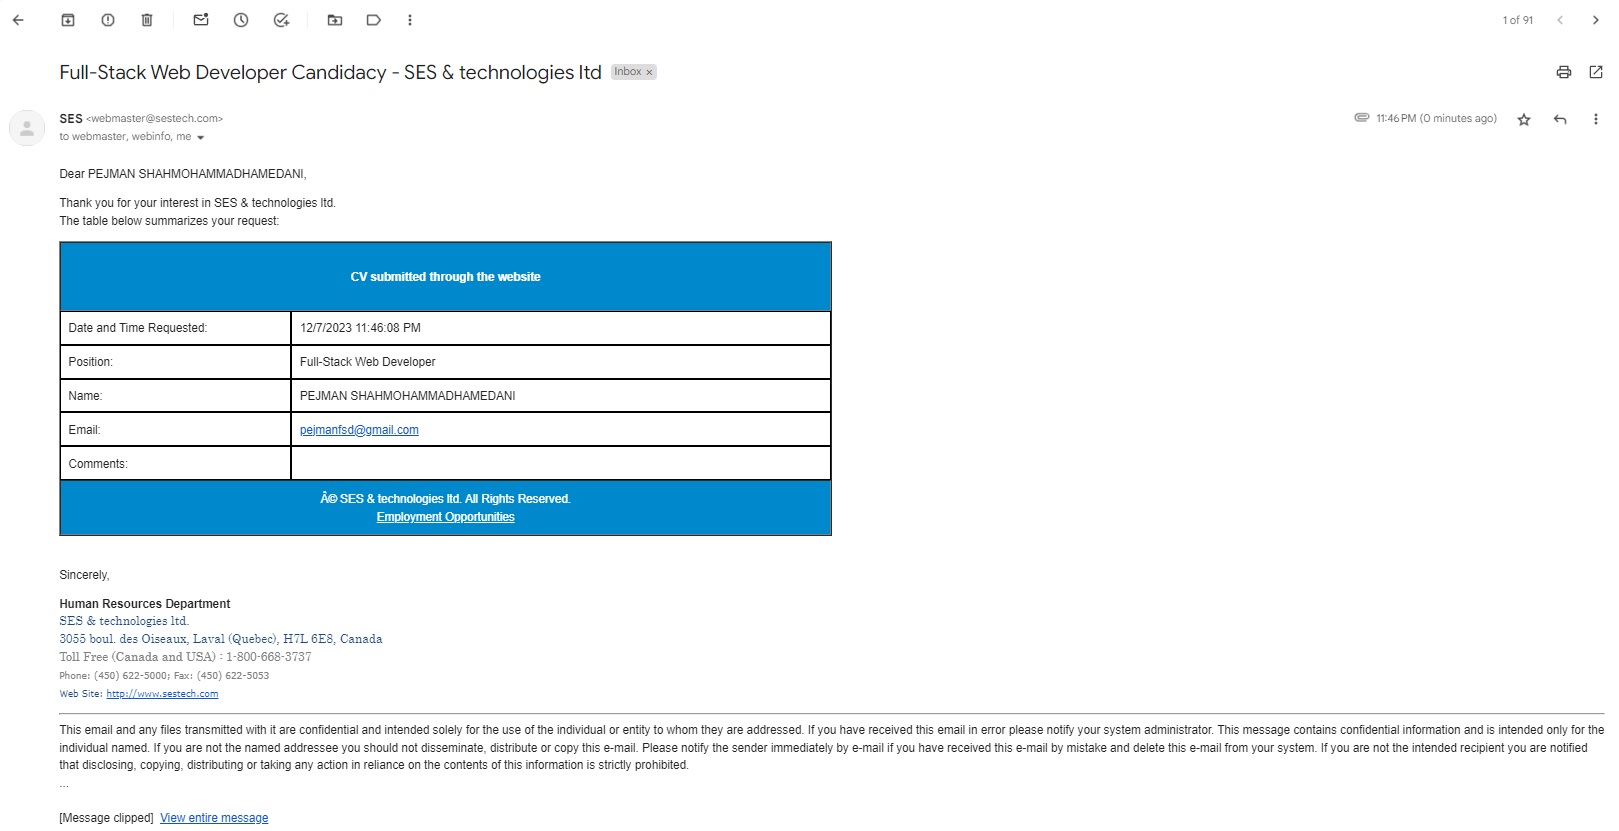 1 of 91
Full-Stack Web Developer Candidacy - SES & technologies ltd Inbox x
SES <webmaster@sestech.com>
11:46 PM (0 minutes ago)
to webmaster, webinfo, me
Dear PEJMAN SHAHMOHAMMADHAMEDANI,
Thank you for your interest in SES & technologies ltd.
The table below summarizes your request:
CV submitted through the website
Date and Time Requested: 12/7/2023 11:46:08 PM
Position: Full-Stack Web Developer
Name: PEJMAN SHAHMOHAMMADHAMEDANI
Email: pejmanfsd@gmail.com
Comments:
Â© SES & technologies ltd. All Rights Reserved.
Employment Opportunities
Sincerely,
Human Resources Department
SES & technologies ltd.
3055 boul. des Oiseaux, Laval (Quebec), H7L 6E8, Canada
Toll Free (Canada and USA) : 1-800-668-3737
Phone: (450) 622-5000; Fax: (450) 622-5053
Web Site: http://www.sestech.com
This email and any files transmitted with it are confidential and intended solely for the use of the individual or entity to whom they are addressed. If you have received this email in error please notify your system administrator. This message contains confidential information and is intended only for the
individual named. If you are not the named addressee you should not disseminate, distribute or copy this e-mail. Please notify the sender immediately by e-mail if you have received this e-mail by mistake and delete this e-mail from your system. If you are not the intended recipient you are notified
that disclosing, copying, distributing or taking any action in reliance on the contents of this information is strictly prohibited.
...
[Message clipped] View entire message